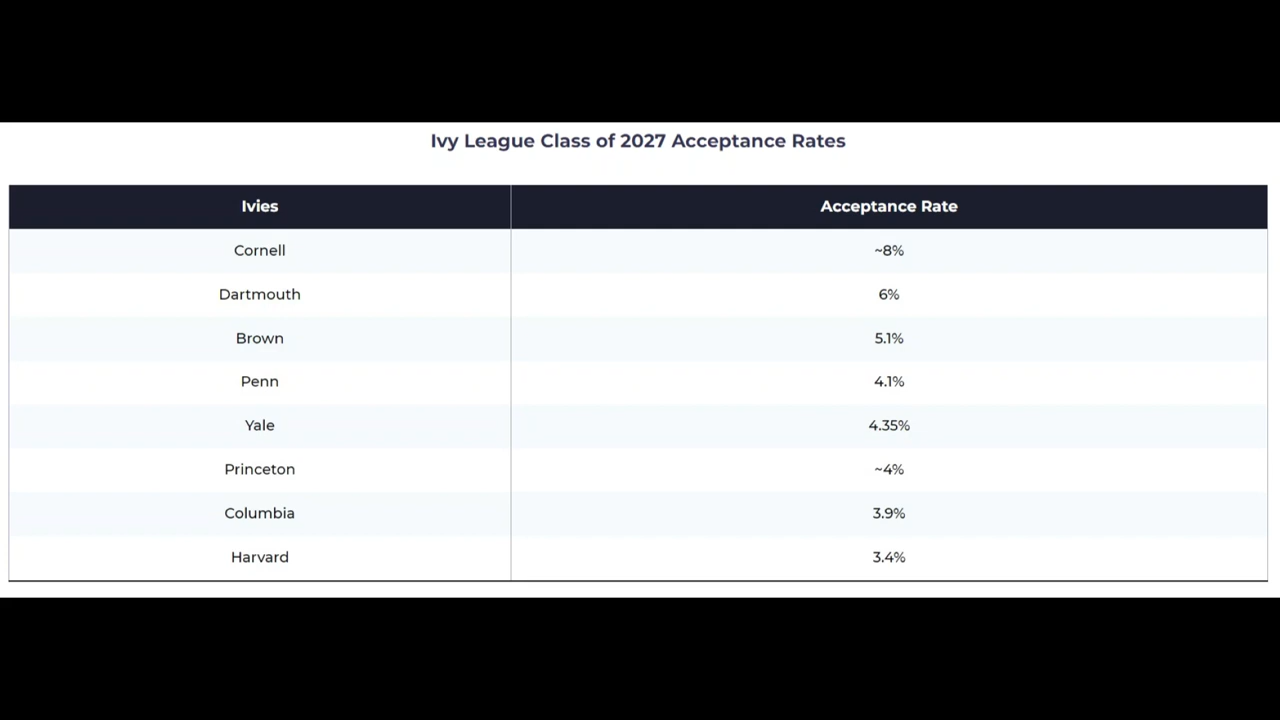 Ivy League Class of 2027 Acceptance Rates
Ivies Acceptance Rate
Cornell ~8%
Dartmouth 6%
Brown 5.1%
Penn 4.1%
Yale 4.35%
Princeton ~4%
Columbia 3.9%
Harvard 3.4%